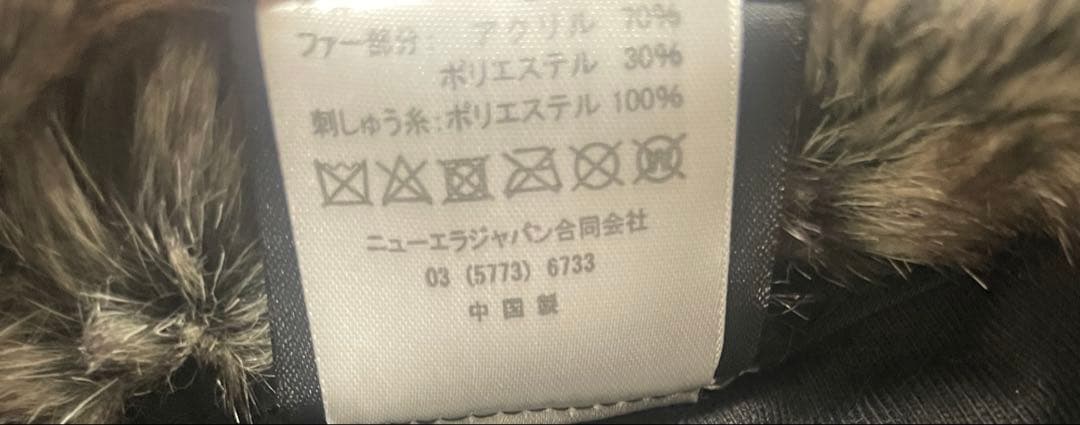 ファー部分: アクリル 70%
ポリエステル 30%
刺しゅう糸:ポリエステル 100%
ニューエラジャパン合同会社
03 (5773) 6733
中国製